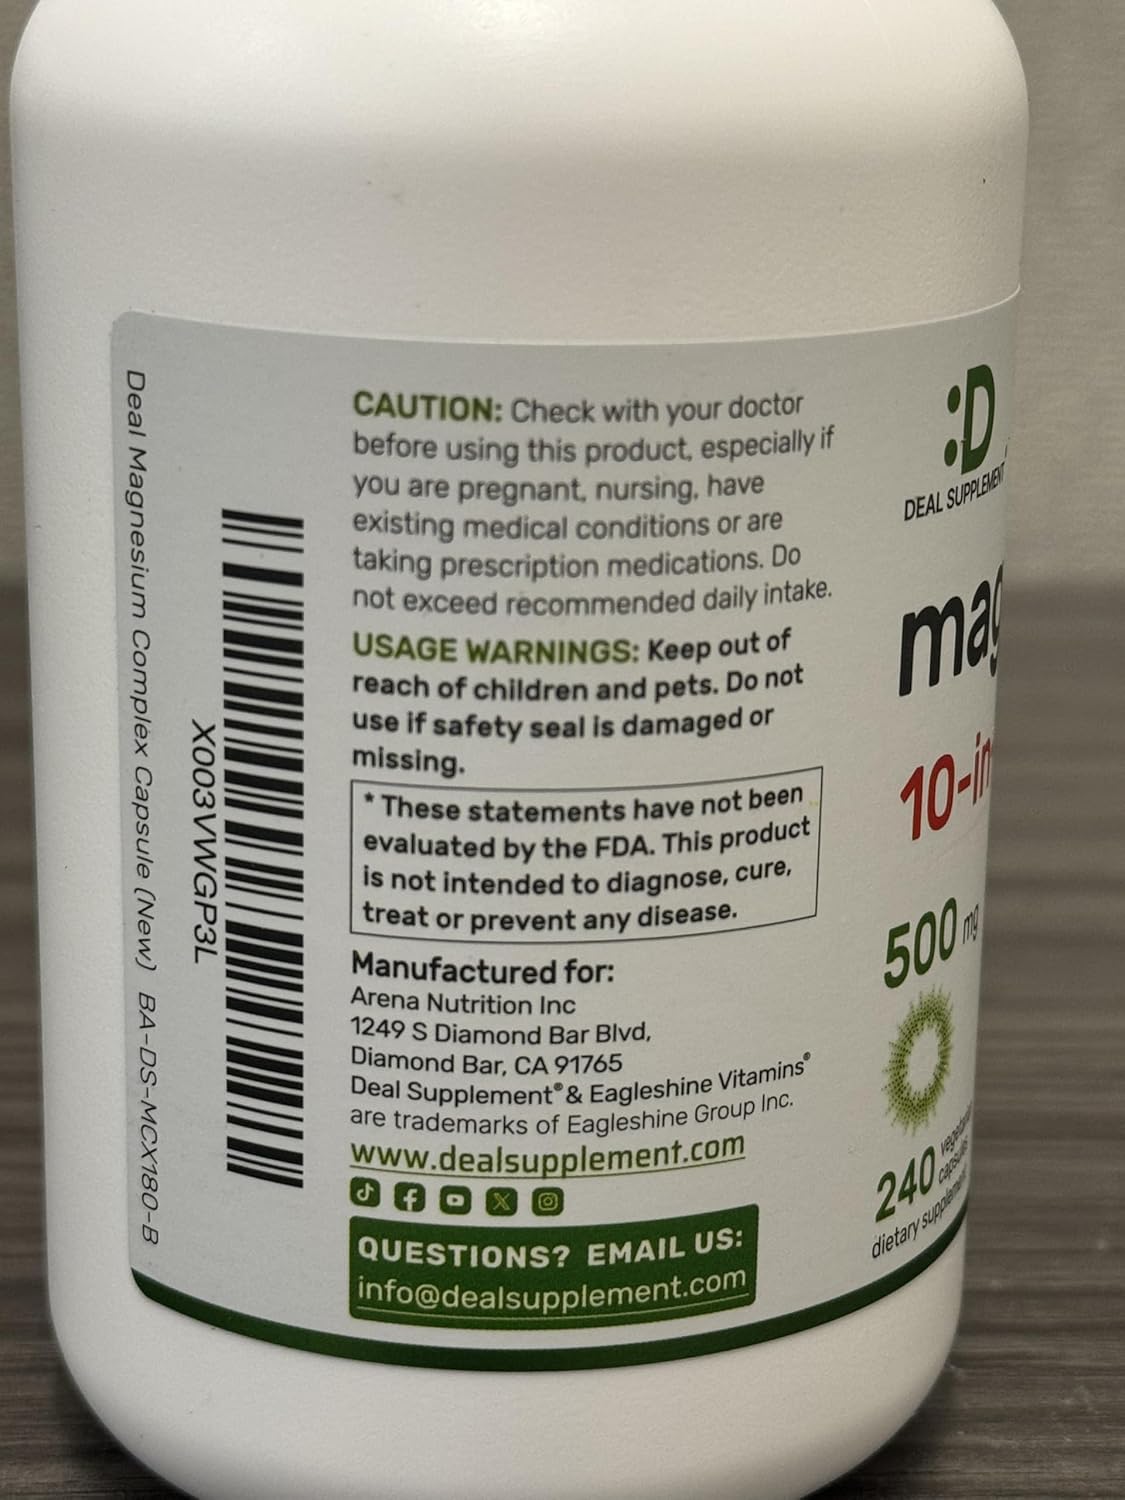 Deal Magnesium Complex Capsule (New) BA-DS-MCX180-B
X003VWGP3L
CAUTION: Check with your doctor
before using this product, especially if
you are pregnant, nursing, have
existing medical conditions or are
taking prescription medications. Do
not exceed recommended daily intake.
USAGE WARNINGS: Keep out of
reach of children and pets. Do not
use if safety seal is damaged or
missing.
* These statements have not been
evaluated by the FDA. This product
is not intended to diagnose, cure,
treat or prevent any disease.
Manufactured for:
Arena Nutrition Inc
1249 S Diamond Bar Blvd,
Diamond Bar, CA 91765
Deal Supplement® & Eagleshine Vitamins®
are trademarks of Eagleshine Group Inc.
www.dealsupplement.com
QUESTIONS? EMAIL US:
info@dealsupplement.com
:D
DEAL SUPPLEMENT
10-in
500 mg
240 vegetarian
capsules
dietary supplement